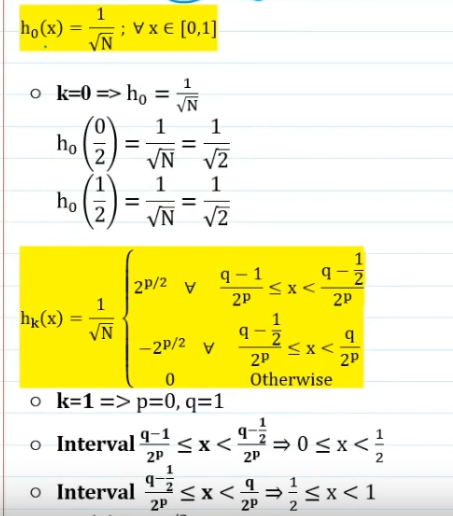 h₀(x) = 1/√N ; ∀ x ∈ [0,1]
○ k=0 => h₀ = 1/√N
h₀(0/2) = 1/√N = 1/√2
h₀(1/2) = 1/√N = 1/√2
hₖ(x) = 1/√N { 2^(p/2) ∀ (q − 1)/2^p ≤ x < (q − 1/2)/2^p
−2^(p/2) ∀ (q − 1/2)/2^p ≤ x < q/2^p
0 Otherwise
○ k=1 => p=0, q=1
○ Interval (q−1)/2^p ≤ x < (q−1/2)/2^p ⇒ 0 ≤ x < 1/2
○ Interval (q−1/2)/2^p ≤ x < q/2^p ⇒ 1/2 ≤ x < 1